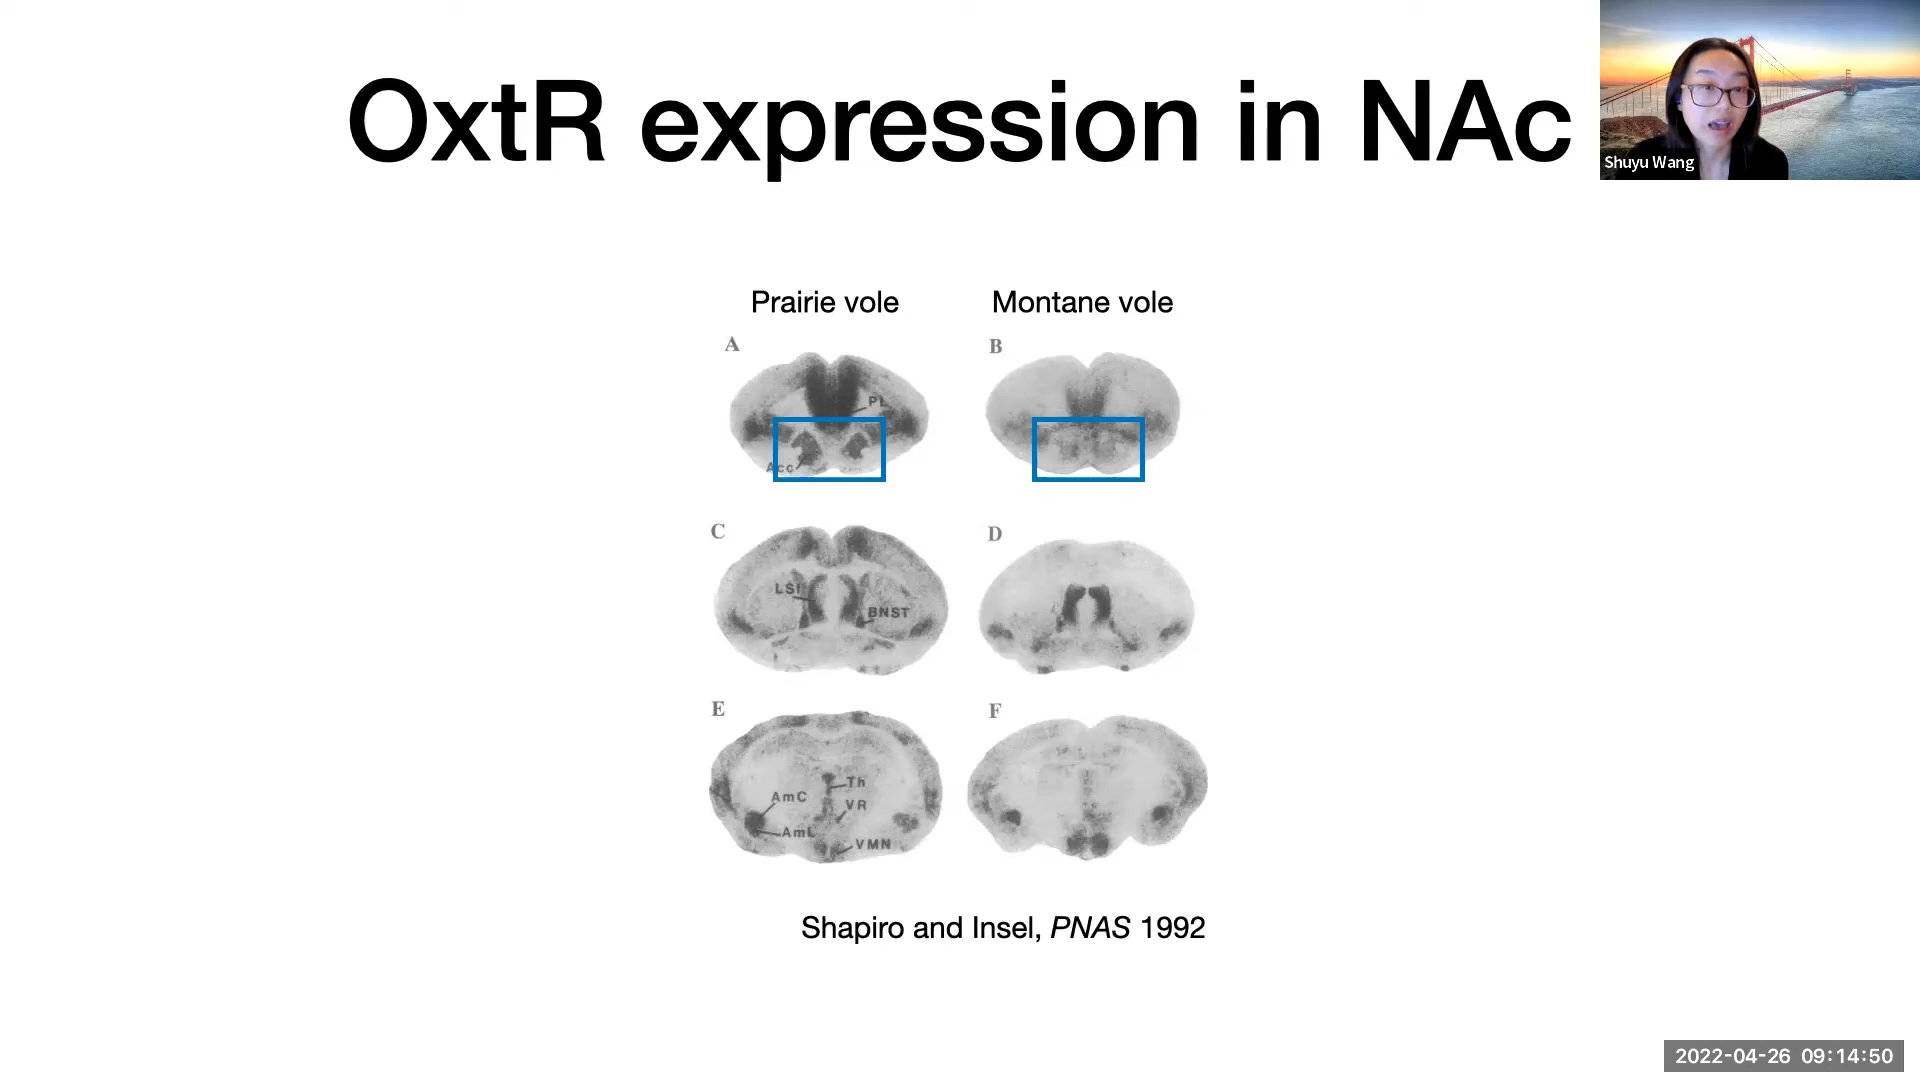 OxtR expression in NAc
Shuyu Wang
Prairie vole
Montane vole
A
B
PL
Acc
C
D
LSI
BNST
E
F
Th
AmC
VR
AmL
VMN
Shapiro and Insel, PNAS 1992
2022-04-26 09:14:50